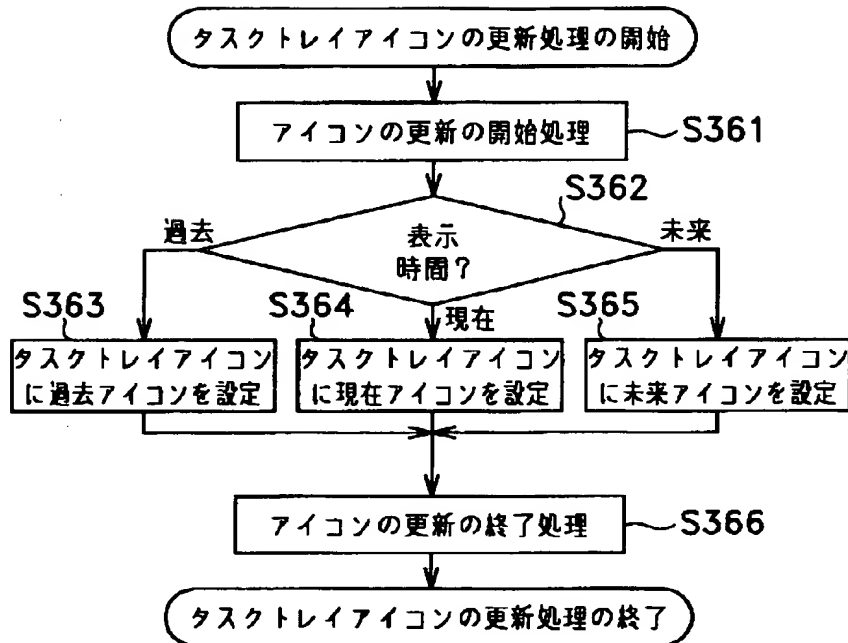 タスクトレイアイコンの更新処理の開始
アイコンの更新の開始処理
S361
S362
過去
表示
時間?
未来
現在
S363
S364
S365
タスクトレイアイコン
に過去アイコンを設定
タスクトレイアイコン
に現在アイコンを設定
タスクトレイアイコン
に未来アイコンを設定
アイコンの更新の終了処理
S366
タスクトレイアイコンの更新処理の終了